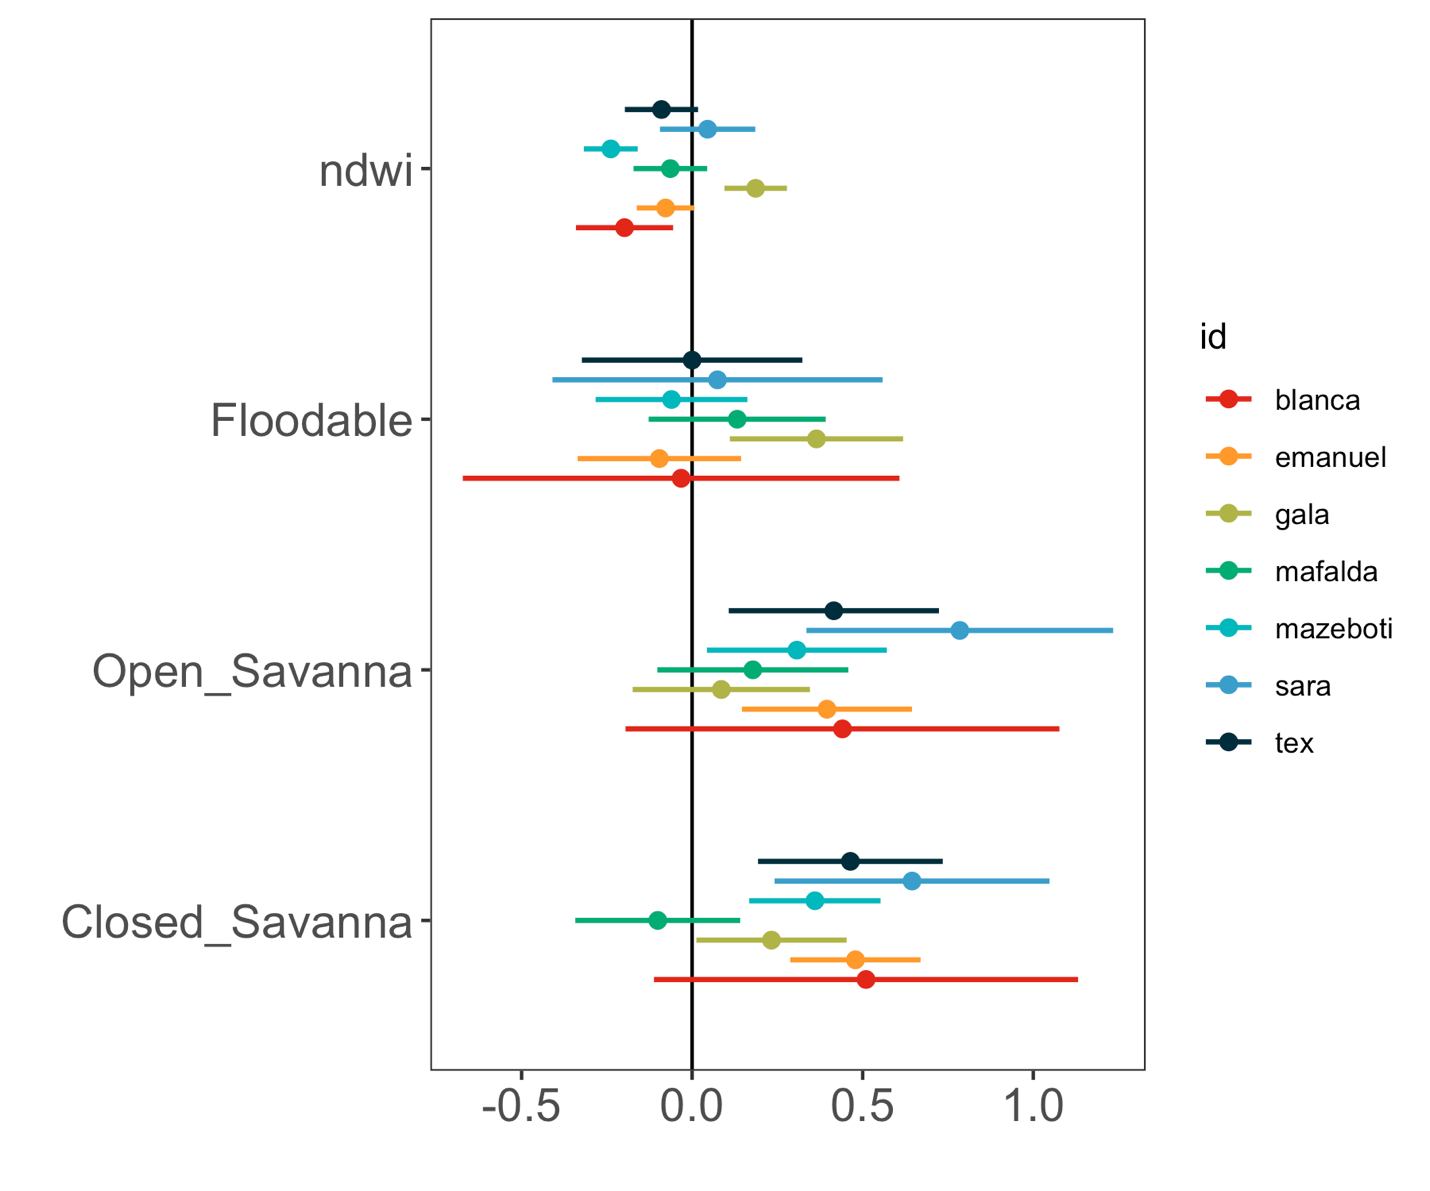 ndwi
Floodable
Open_Savanna
Closed_Savanna
-0.5 0.0 0.5 1.0
id
blanca
emanuel
gala
mafalda
mazeboti
sara
tex